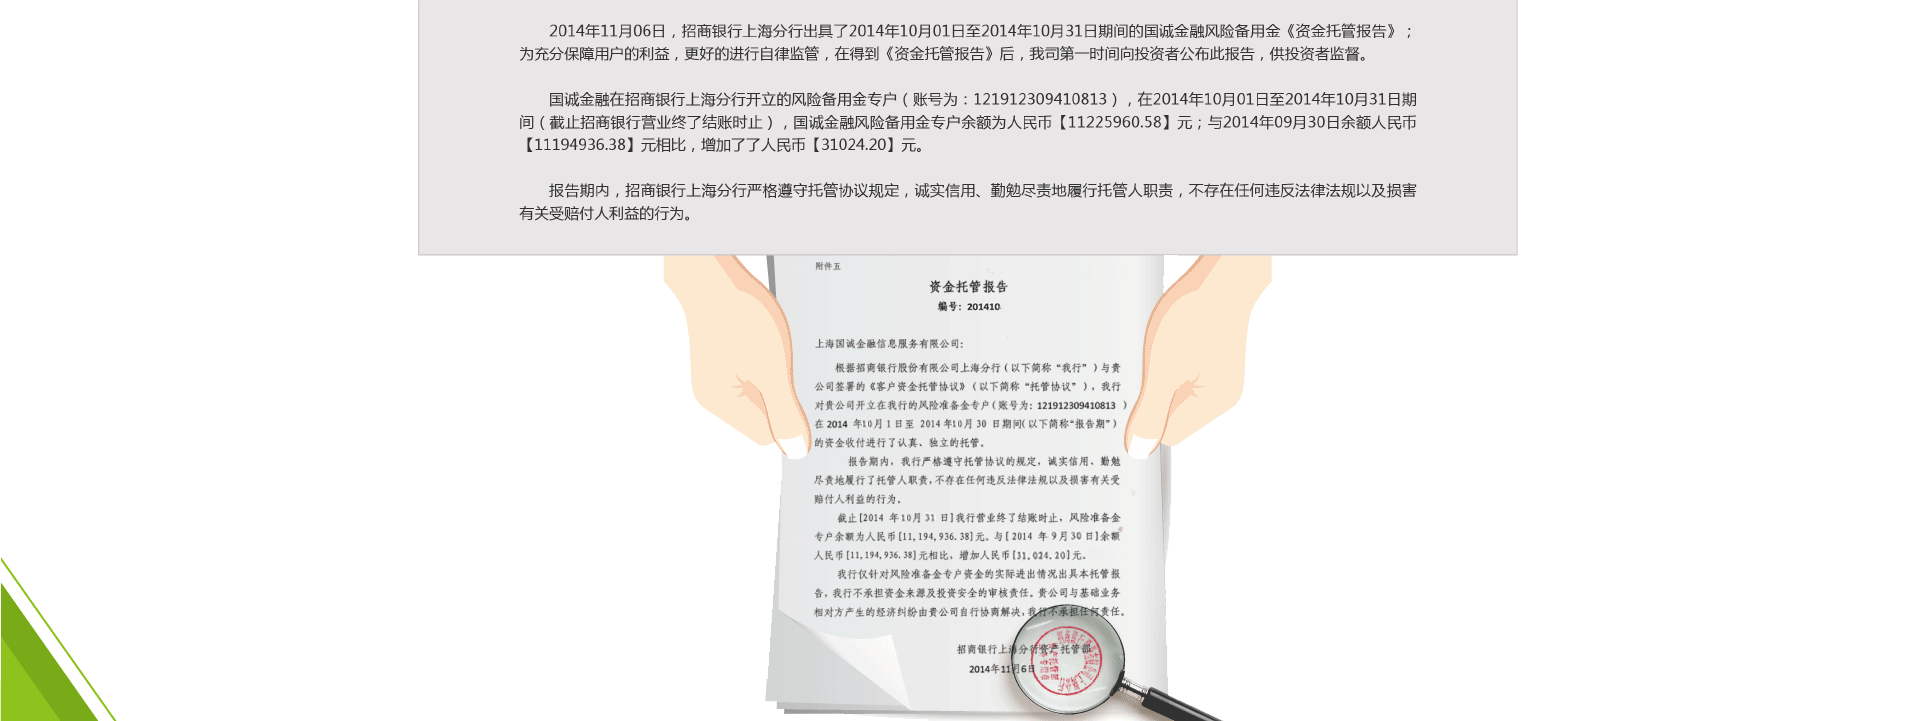 2014年11月06日，招商银行上海分行出具了2014年10月01日至2014年10月31日期间的国诚金融风险备用金《资金托管报告》；
为充分保障用户的利益，更好的进行自律监管，在得到《资金托管报告》后，我司第一时间向投资者公布此报告，供投资者监督。
国诚金融在招商银行上海分行开立的风险备用金专户（账号为：121912309410813），在2014年10月01日至2014年10月31日期
间（截止招商银行营业终了结账时止），国诚金融风险备用金专户余额为人民币【11225960.58】元；与2014年09月30日余额人民币
【11194936.38】元相比，增加了了人民币【31024.20】元。
报告期内，招商银行上海分行严格遵守托管协议规定，诚实信用、勤勉尽责地履行托管人职责，不存在任何违反法律法规以及损害
有关受赔付人利益的行为。
附件五
资金托管报告
编号：201410
上海国诚金融信息服务有限公司：
根据招商银行股份有限公司上海分行（以下简称“我行”）与贵
公司签署的《客户资金托管协议》（以下简称“托管协议”），我行
对贵公司开立在我行的风险准备金专户（账号为：121912309410813 ）
在 2014 年10月 1 日至 2014 年10月 30 日期间（以下简称“报告期”）
的资金收付进行了认真、独立的托管。
报告期内，我行严格遵守托管协议的规定，诚实信用、勤勉
尽责地履行了托管人职责，不存在任何违反法律法规以及损害有关受
赔付人利益的行为。
截止[2014 年10月 31 日]我行营业终了结账时止，风险准备金
专户余额为人民币[11,194,936.38]元。与[ 2014 年 9 月 30 日]余额
人民币[11,194,936.38]元相比，增加人民币[31,024.20]元。
我行仅针对风险准备金专户资金的实际进出情况出具本托管报
告，我行不承担资金来源及投资安全的审核责任。贵公司与基础业务
相对方产生的经济纠纷由贵公司自行协商解决，我行不承担任何责任。
招商银行上海分行资产托管部
2014年11月6日